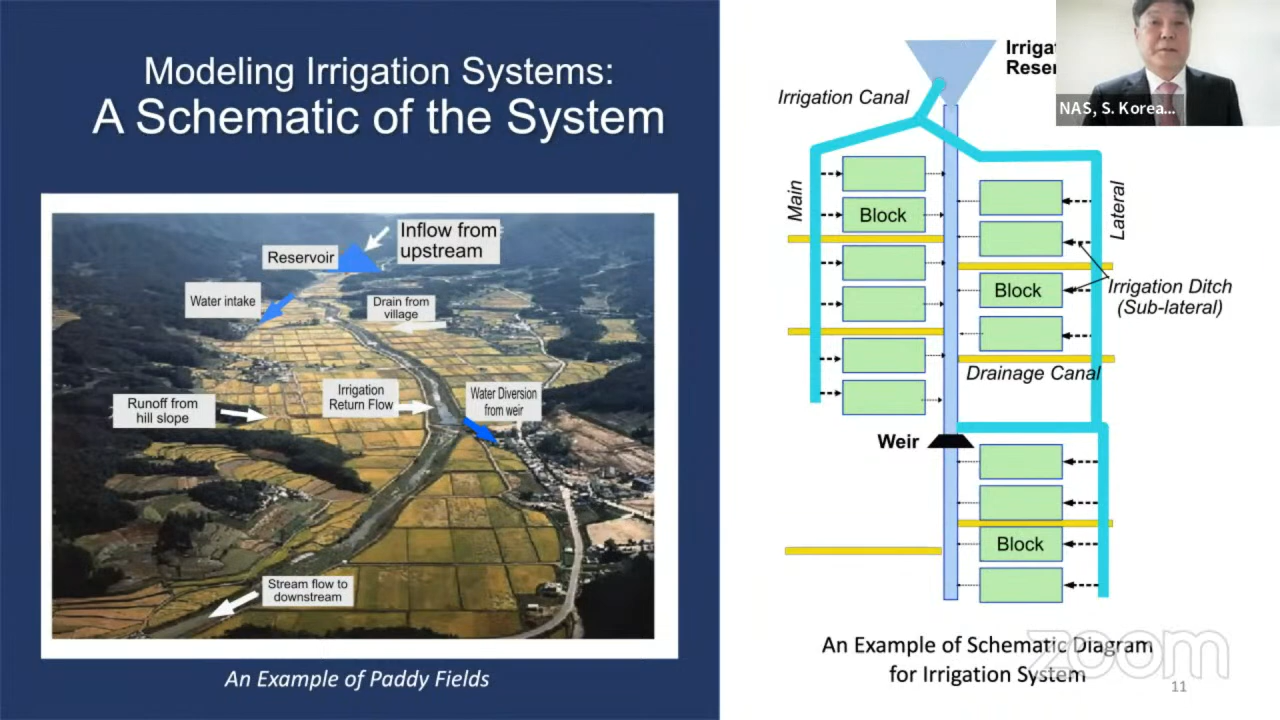 Modeling Irrigation Systems:
A Schematic of the System
Inflow from
upstream
Reservoir
Water intake
Drain from
village
Irrigation
Return Flow
Water Diversion
from weir
Runoff from
hill slope
Stream flow to
downstream
An Example of Paddy Fields
Irrigation Canal
NAS, S. Korea...
Main
Lateral
Block
Block
Irrigation Ditch
(Sub-lateral)
Drainage Canal
Weir
Block
An Example of Schematic Diagram
for Irrigation System
zoom
11